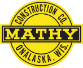 CONSTRUCTION CO.
MATHY
ONALASKA, WIS.